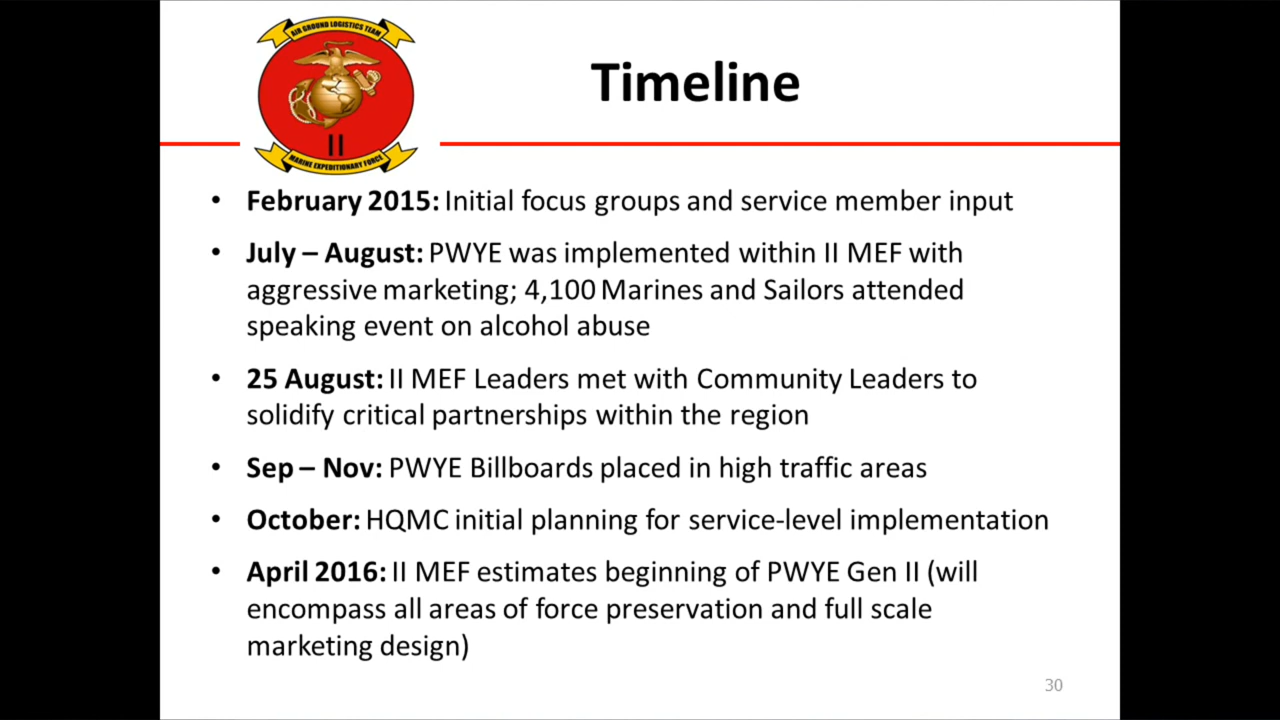 AIR GROUND LOGISTICS TEAM
II
MARINE EXPEDITIONARY FORCE
Timeline
• February 2015: Initial focus groups and service member input
• July – August: PWYE was implemented within II MEF with
aggressive marketing; 4,100 Marines and Sailors attended
speaking event on alcohol abuse
• 25 August: II MEF Leaders met with Community Leaders to
solidify critical partnerships within the region
• Sep – Nov: PWYE Billboards placed in high traffic areas
• October: HQMC initial planning for service-level implementation
• April 2016: II MEF estimates beginning of PWYE Gen II (will
encompass all areas of force preservation and full scale
marketing design)
30